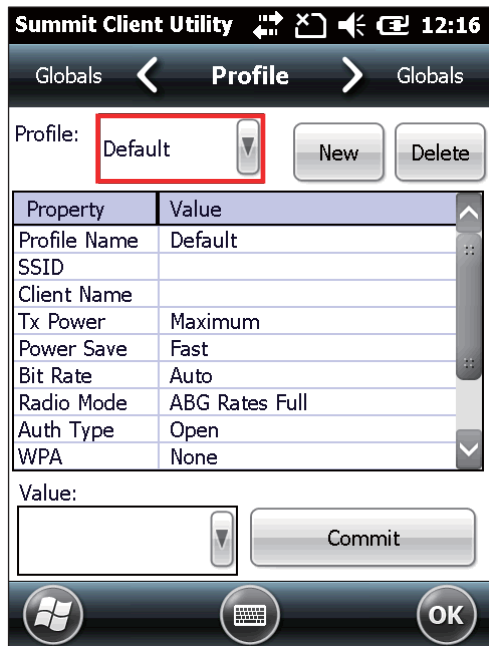 Summit Client Utility 12:16
Globals Profile Globals
Profile: Default New Delete
Property Value
Profile Name Default
SSID
Client Name
Tx Power Maximum
Power Save Fast
Bit Rate Auto
Radio Mode ABG Rates Full
Auth Type Open
WPA None
Value:
Commit
OK